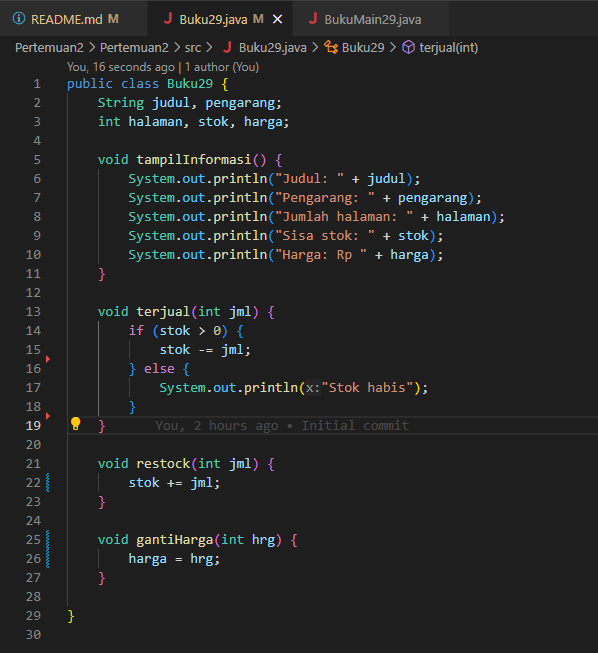 README.md M Buku29.java M BukuMain29.java
Pertemuan2 > Pertemuan2 > src > Buku29.java > Buku29 > terjual(int)
You, 16 seconds ago | 1 author (You)
1 public class Buku29 {
2     String judul, pengarang;
3     int halaman, stok, harga;
4
5     void tampilInformasi() {
6         System.out.println("Judul: " + judul);
7         System.out.println("Pengarang: " + pengarang);
8         System.out.println("Jumlah halaman: " + halaman);
9         System.out.println("Sisa stok: " + stok);
10         System.out.println("Harga: Rp " + harga);
11     }
12
13     void terjual(int jml) {
14         if (stok > 0) {
15             stok -= jml;
16         } else {
17             System.out.println(x:"Stok habis");
18         }
19     }     You, 2 hours ago • Initial commit
20
21     void restock(int jml) {
22         stok += jml;
23     }
24
25     void gantiHarga(int hrg) {
26         harga = hrg;
27     }
28
29 }
30